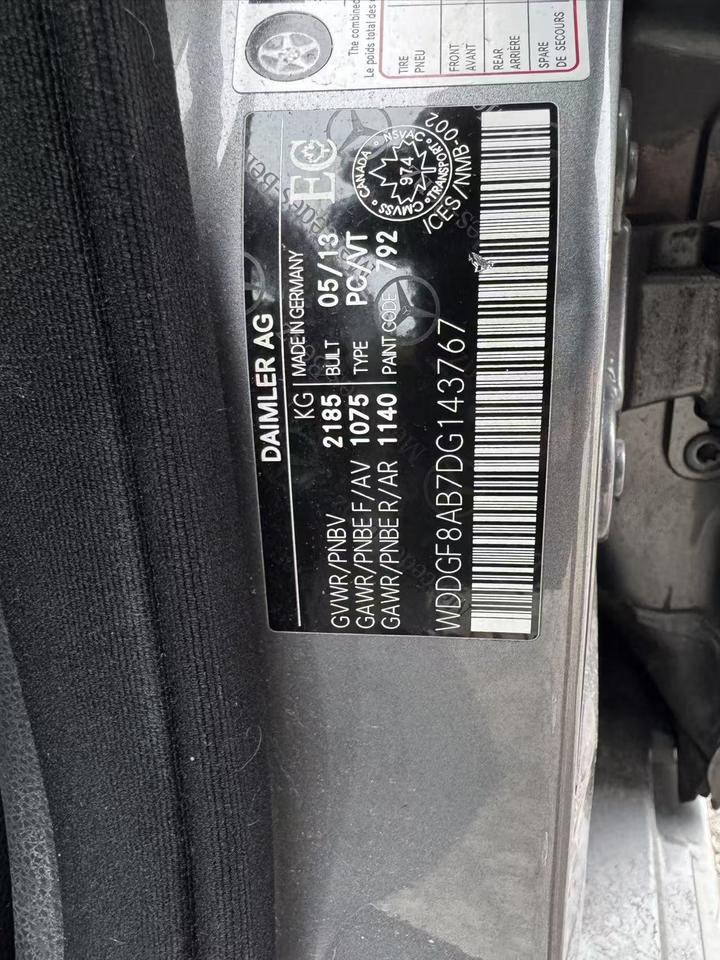 The combined
Le poids total des
TIRE
PNEU
FRONT
AVANT
REAR
ARRIÈRE
SPARE
DE SECOURS
DAIMLER AG
KG MADE IN GERMANY
EC
GVWR/PNBV 2185 BUILT 05/13
GAWR/PNBE F/AV 1075 TYPE PC/VT
GAWR/PNBE R/AR 1140 PAINT CODE 792
CANADA NSVAC TRANSPORT CMVSS
974
ICES/NMB-002
WDDGF8AB7DG143767